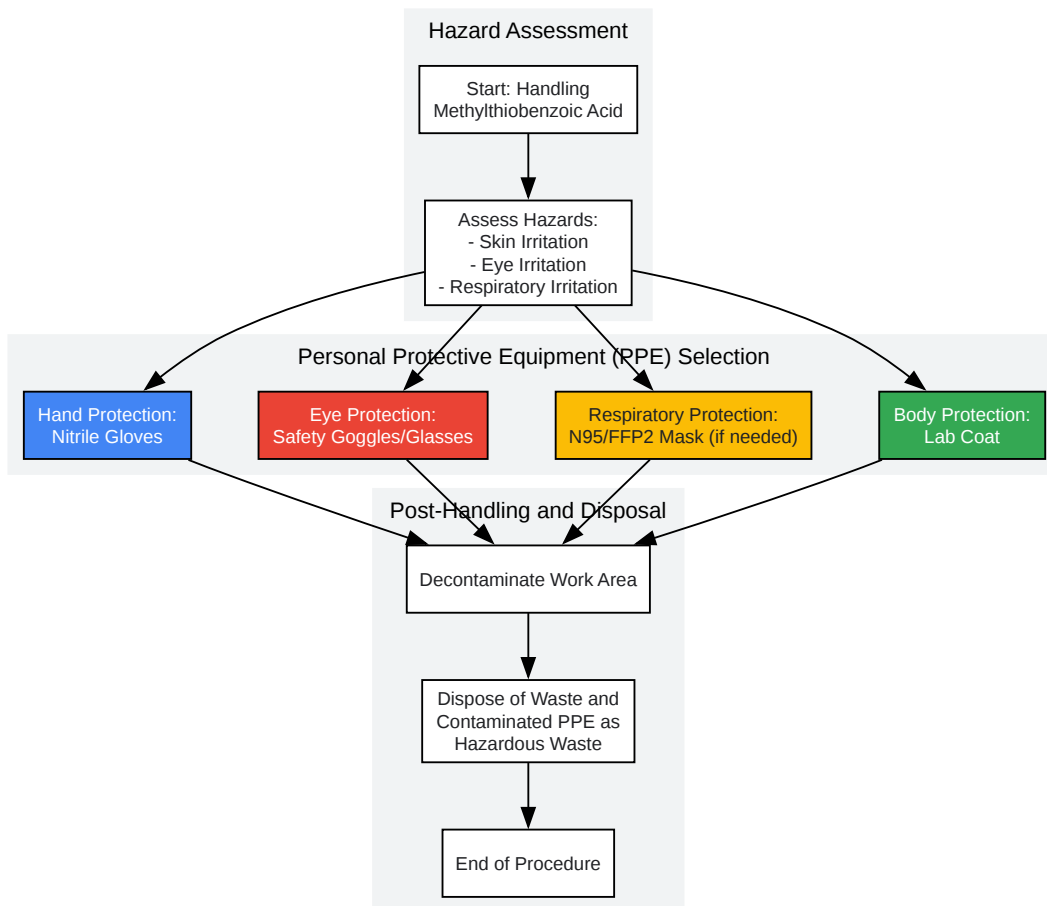 Hazard Assessment
Start: Handling
Methylthiobenzoic Acid
Assess Hazards:
- Skin Irritation
- Eye Irritation
- Respiratory Irritation
Personal Protective Equipment (PPE) Selection
Hand Protection:
Nitrile Gloves
Eye Protection:
Safety Goggles/Glasses
Respiratory Protection:
N95/FFP2 Mask (if needed)
Body Protection:
Lab Coat
Post-Handling and Disposal
Decontaminate Work Area
Dispose of Waste and
Contaminated PPE as
Hazardous Waste
End of Procedure